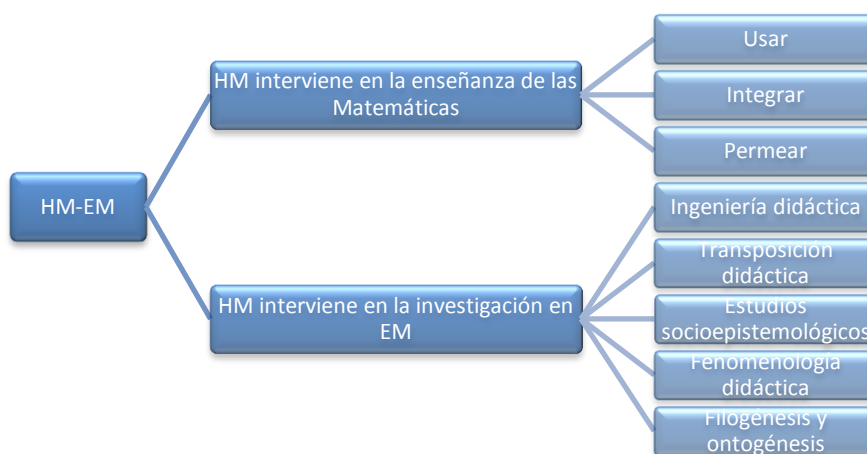 Usar
HM interviene en la enseñanza de las
Matemáticas
Integrar
Permear
HM-EM
Ingeniería didáctica
Transposición
didáctica
HM interviene en la investigación en
EM
Estudios
socioepistemológicos
Fenomenología
didáctica
Filogénesis y
ontogénesis